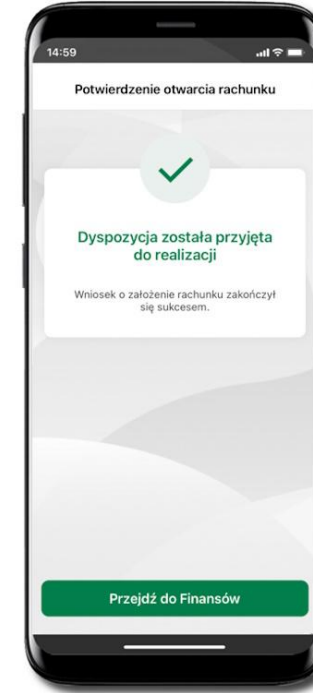 14:59
Potwierdzenie otwarcia rachunku
Dyspozycja została przyjęta
do realizacji
Wniosek o założenie rachunku zakończył
się sukcesem.
Przejdź do Finansów